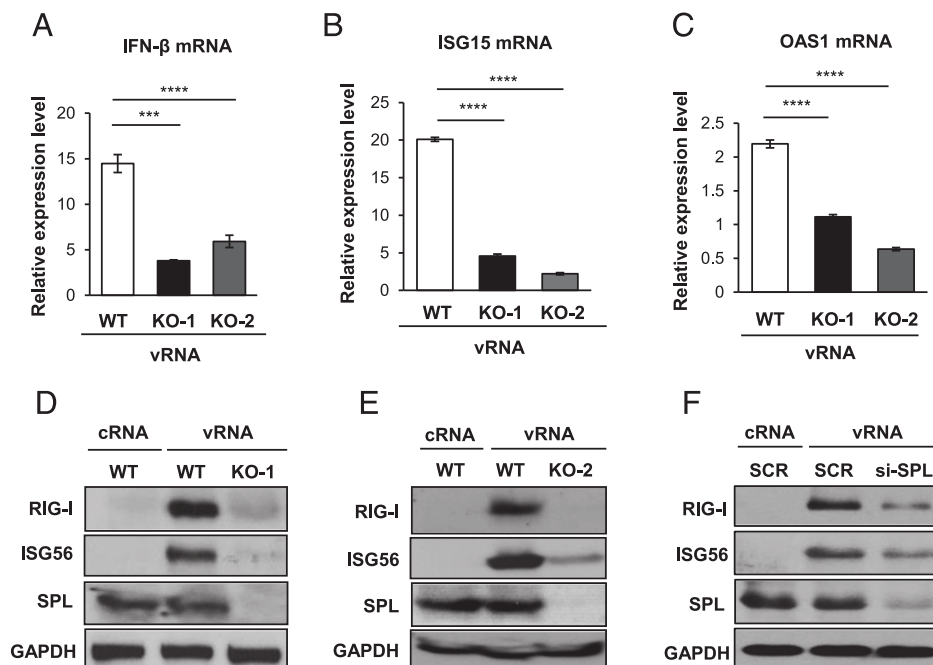 A
IFN-β mRNA
****
***
Relative expression level
20
15
10
5
0
WT KO-1 KO-2
vRNA
B
ISG15 mRNA
****
****
Relative expression level
25
20
15
10
5
0
WT KO-1 KO-2
vRNA
C
OAS1 mRNA
****
****
Relative expression level
2.5
2
1.5
1
0.5
0
WT KO-1 KO-2
vRNA
D
cRNA vRNA
WT WT KO-1
RIG-I
ISG56
SPL
GAPDH
E
cRNA vRNA
WT WT KO-2
RIG-I
ISG56
SPL
GAPDH
F
cRNA vRNA
SCR SCR si-SPL
RIG-I
ISG56
SPL
GAPDH